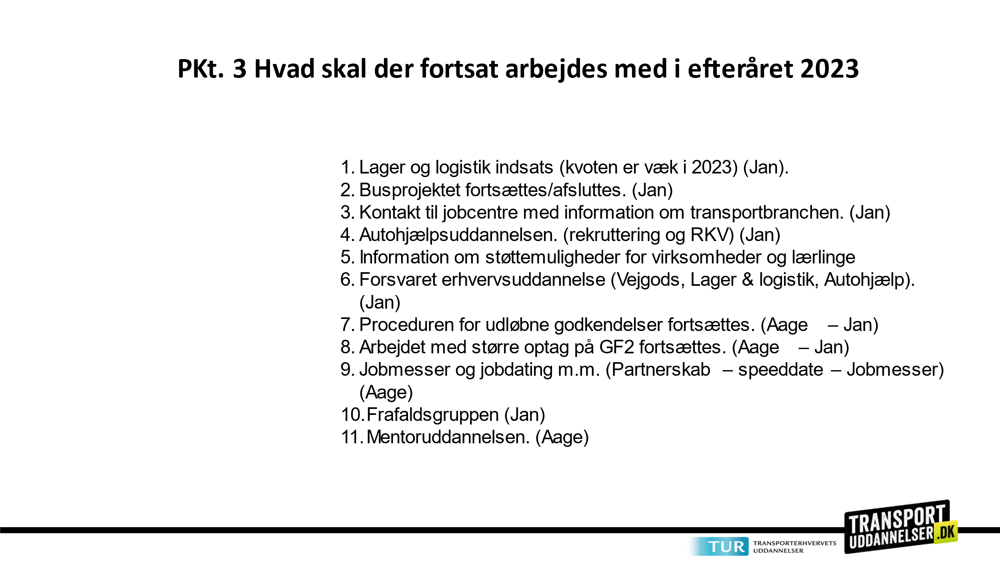 PKt. 3 Hvad skal der fortsat arbejdes med i efteråret 2023
1. Lager og logistik indsats (kvoten er væk i 2023) (Jan).
2. Busprojektet fortsættes/afsluttes. (Jan)
3. Kontakt til jobcentre med information om transportbranchen. (Jan)
4. Autohjælpsuddannelsen. (rekruttering og RKV) (Jan)
5. Information om støttemuligheder for virksomheder og lærlinge
6. Forsvaret erhvervsuddannelse (Vejgods, Lager & logistik, Autohjælp).
(Jan)
7. Proceduren for udløbne godkendelser fortsættes. (Aage – Jan)
8. Arbejdet med større optag på GF2 fortsættes. (Aage – Jan)
9. Jobmesser og jobdating m.m. (Partnerskab – speeddate – Jobmesser)
(Aage)
10. Frafaldsgruppen (Jan)
11. Mentoruddannelsen. (Aage)
TUR TRANSPORTERHVERVETS
UDDANNELSER
TRANSPORT
UDDANNELSER.DK